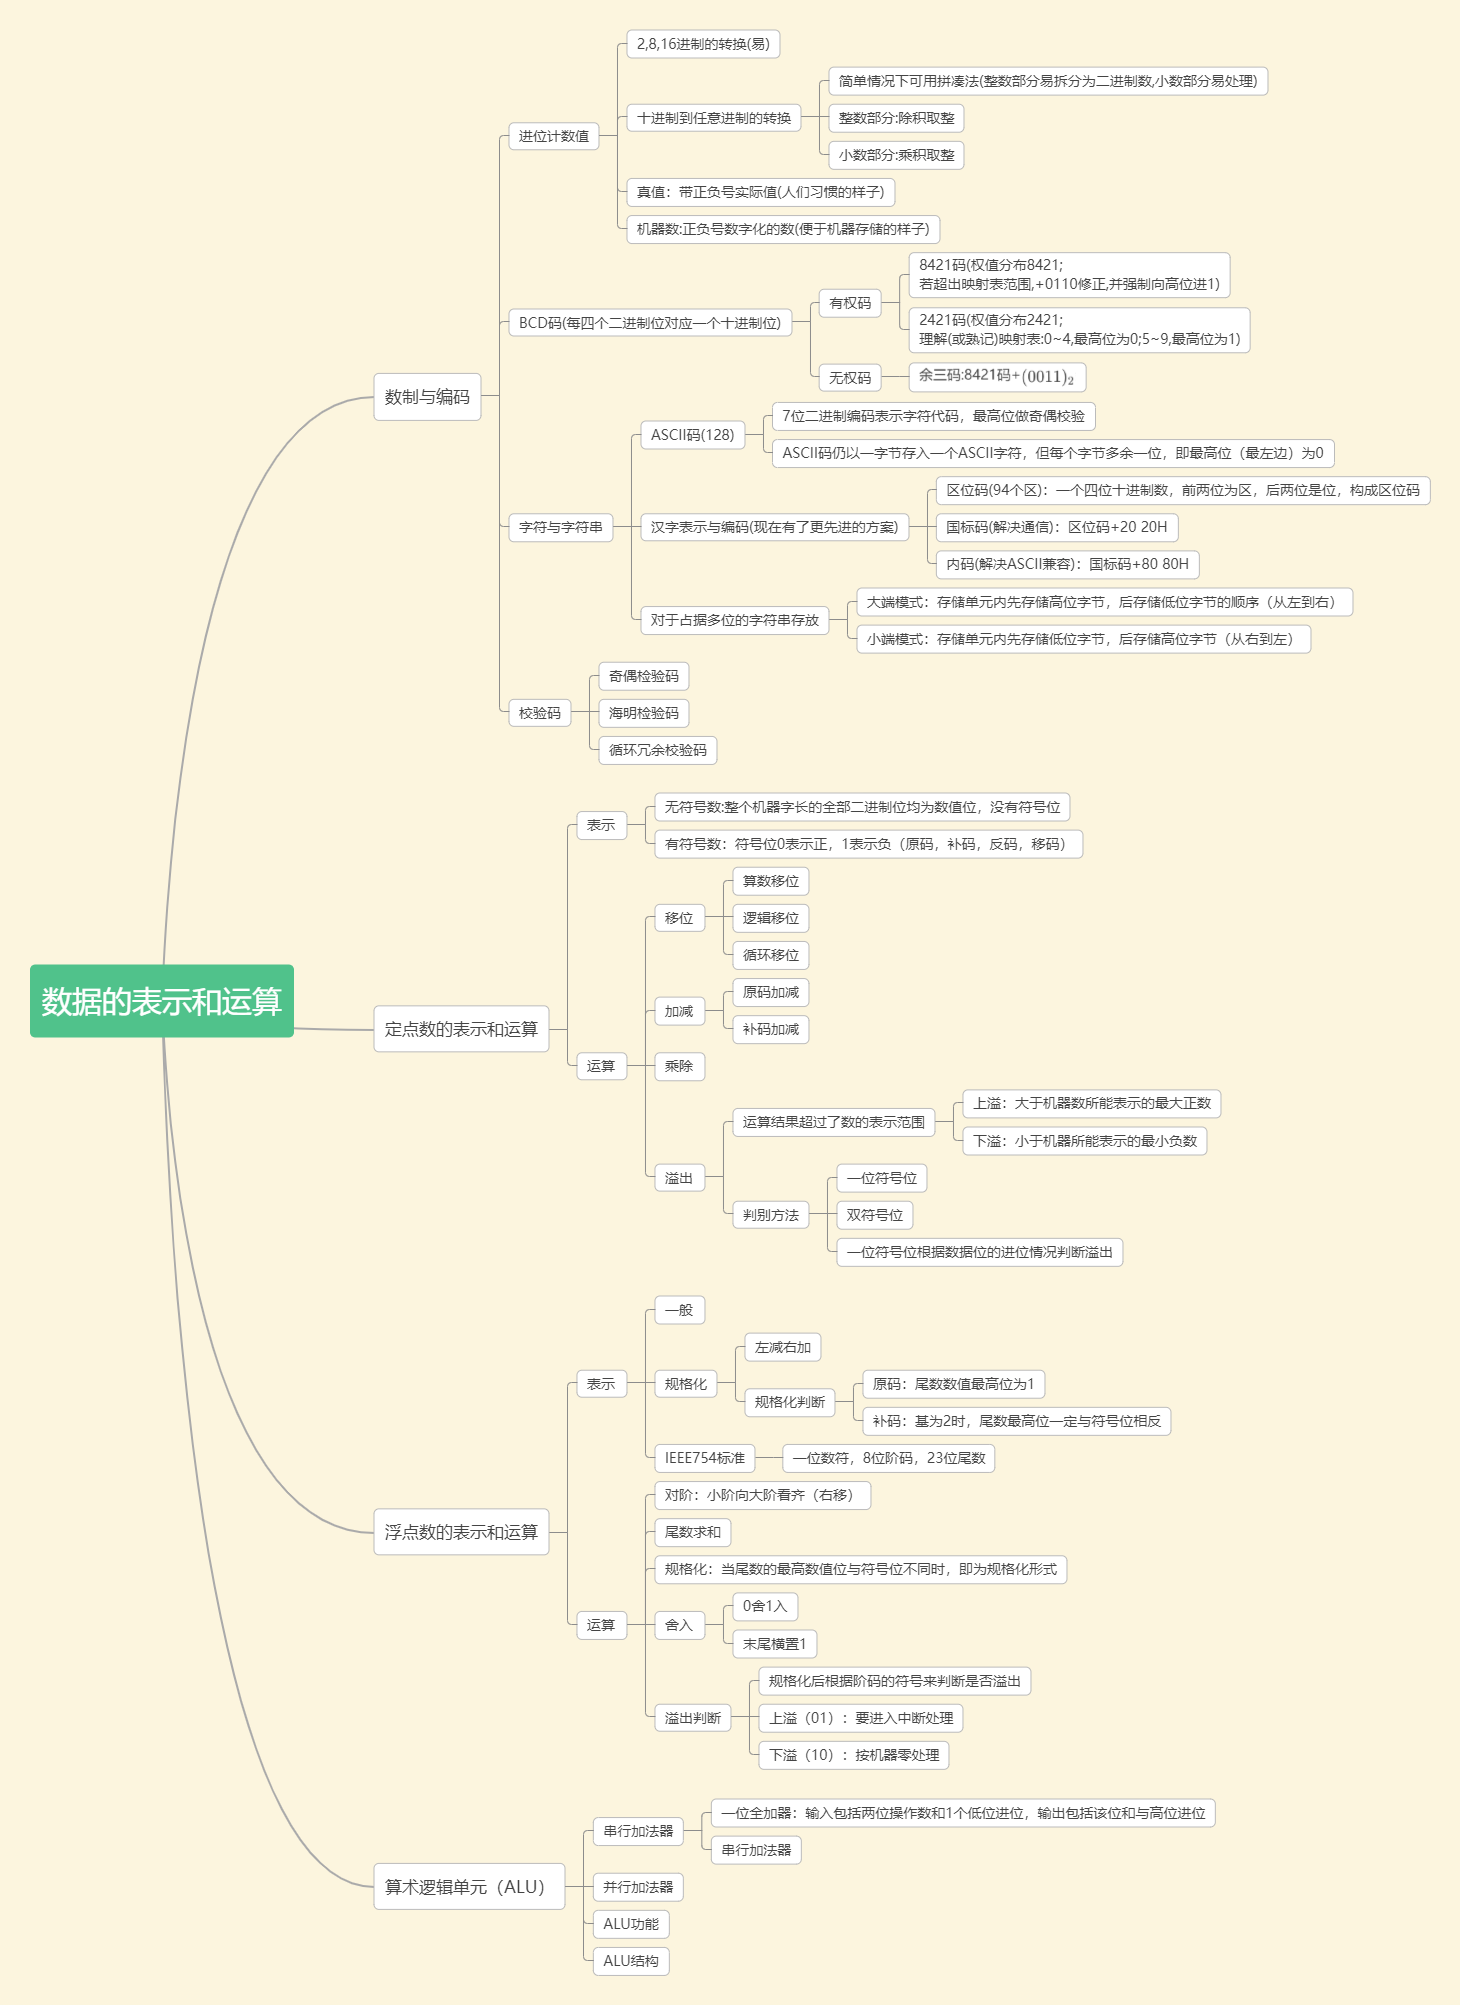 数据的表示和运算
数制与编码
进位计数值
2,8,16进制的转换(易)
十进制到任意进制的转换
简单情况下可用拼凑法(整数部分易拆分为二进制数,小数部分易处理)
整数部分:除积取整
小数部分:乘积取整
真值：带正负号实际值(人们习惯的样子)
机器数:正负号数字化的数(便于机器存储的样子)
BCD码(每四个二进制位对应一个十进制位)
有权码
8421码(权值分布8421;
若超出映射表范围,+0110修正,并强制向高位进1)
2421码(权值分布2421;
理解(或熟记)映射表:0~4,最高位为0;5~9,最高位为1)
无权码
余三码:8421码+(0011)₂
字符与字符串
ASCII码(128)
7位二进制编码表示字符代码，最高位做奇偶校验
ASCII码仍以一字节存入一个ASCII字符，但每个字节多余一位，即最高位（最左边）为0
汉字表示与编码(现在有了更先进的方案)
区位码(94个区)：一个四位十进制数，前两位为区，后两位是位，构成区位码
国标码(解决通信)：区位码+20 20H
内码(解决ASCII兼容)：国标码+80 80H
对于占据多位的字符串存放
大端模式：存储单元内先存储高位字节，后存储低位字节的顺序（从左到右）
小端模式：存储单元内先存储低位字节，后存储高位字节（从右到左）
校验码
奇偶检验码
海明检验码
循环冗余校验码
定点数的表示和运算
表示
无符号数:整个机器字长的全部二进制位均为数值位，没有符号位
有符号数：符号位0表示正，1表示负（原码，补码，反码，移码）
运算
移位
算数移位
逻辑移位
循环移位
加减
原码加减
补码加减
乘除
溢出
运算结果超过了数的表示范围
上溢：大于机器数所能表示的最大正数
下溢：小于机器所能表示的最小负数
判别方法
一位符号位
双符号位
一位符号位根据数据位的进位情况判断溢出
浮点数的表示和运算
表示
一般
规格化
左减右加
规格化判断
原码：尾数数值最高位为1
补码：基为2时，尾数最高位一定与符号位相反
IEEE754标准
一位数符，8位阶码，23位尾数
运算
对阶：小阶向大阶看齐（右移）
尾数求和
规格化：当尾数的最高数值位与符号位不同时，即为规格化形式
舍入
0舍1入
末尾横置1
溢出判断
规格化后根据阶码的符号来判断是否溢出
上溢（01）：要进入中断处理
下溢（10）：按机器零处理
算术逻辑单元（ALU）
串行加法器
一位全加器：输入包括两位操作数和1个低位进位，输出包括该位和与高位进位
串行加法器
并行加法器
ALU功能
ALU结构